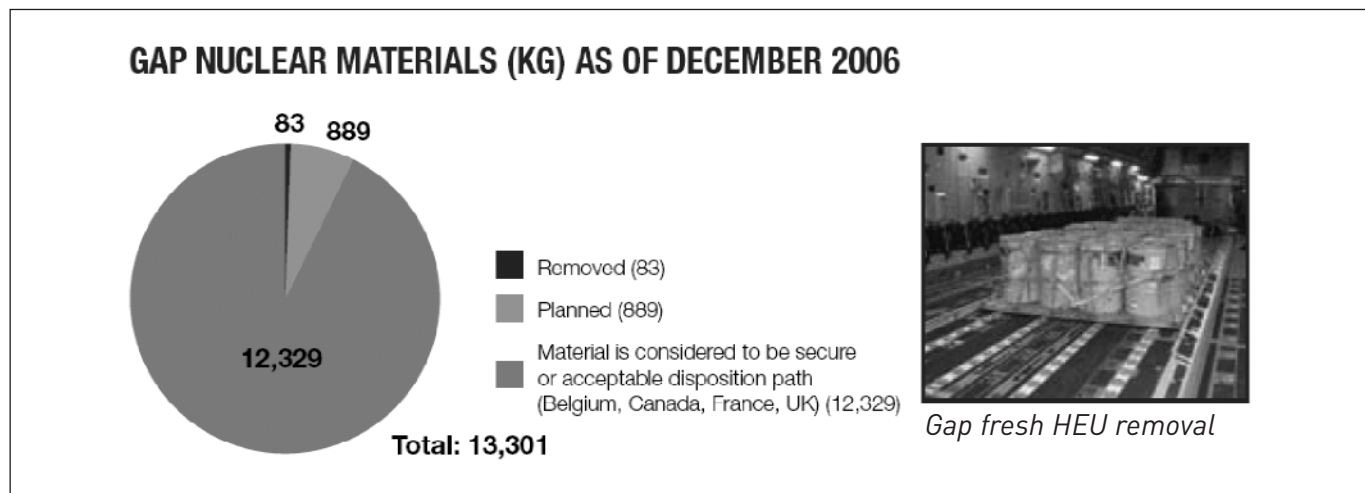 GAP NUCLEAR MATERIALS (KG) AS OF DECEMBER 2006
83
889
12,329
Removed (83)
Planned (889)
Material is considered to be secure
or acceptable disposition path
(Belgium, Canada, France, UK) (12,329)
Total: 13,301
Gap fresh HEU removal